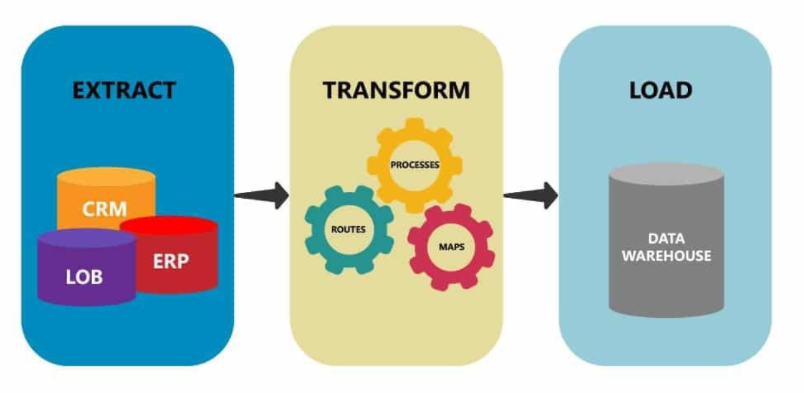 EXTRACT
CRM
ERP
LOB
TRANSFORM
PROCESSES
ROUTES
MAPS
LOAD
DATA
WAREHOUSE